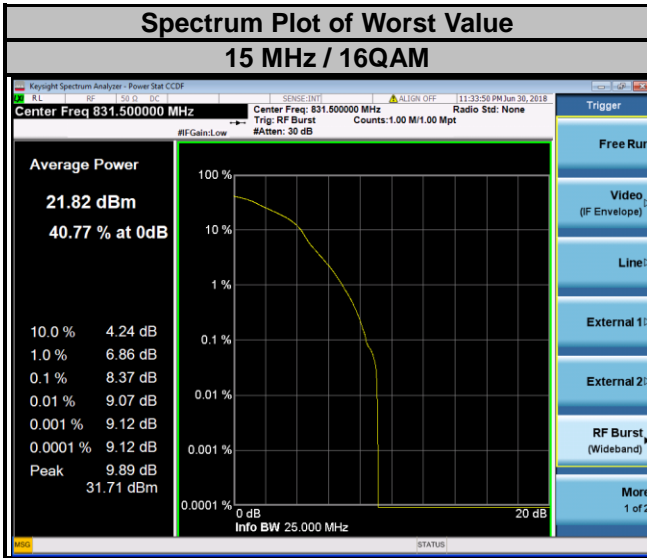 Spectrum Plot of Worst Value
15 MHz / 16QAM
Keysight Spectrum Analyzer - Power Stat CCDF
RL RF 50 Ω DC SENSE:INT ALIGN OFF 11:33:50 PM Jun 30, 2018
Center Freq 831.500000 MHz
Center Freq: 831.500000 MHz Radio Std: None
Trig: RF Burst Counts:1.00 M/1.00 Mpt
#IFGain:Low #Atten: 30 dB
Trigger
Free Run
Video
(IF Envelope)
Line
External 1
External 2
RF Burst
(Wideband)
More
1 of 2
Average Power
21.82 dBm
40.77 % at 0dB
10.0 % 4.24 dB
1.0 % 6.86 dB
0.1 % 8.37 dB
0.01 % 9.07 dB
0.001 % 9.12 dB
0.0001 % 9.12 dB
Peak 9.89 dB
31.71 dBm
100 %
10 %
1 %
0.1 %
0.01 %
0.001 %
0.0001 %
0 dB 20 dB
Info BW 25.000 MHz
MSG STATUS